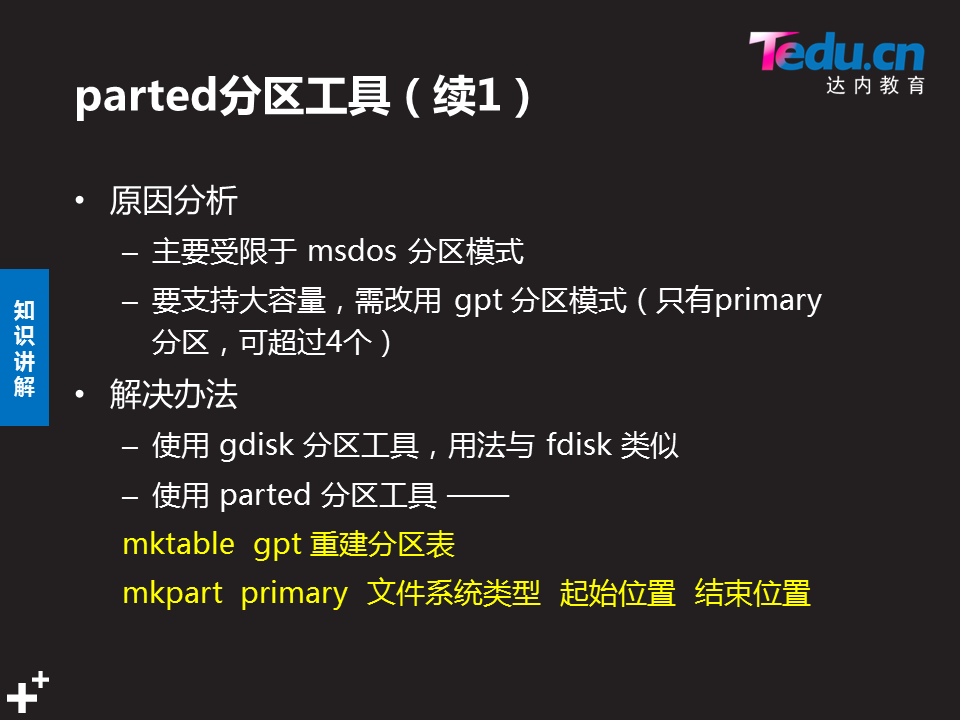 Tedu.cn
达内教育
parted分区工具（续1）
• 原因分析
– 主要受限于 msdos 分区模式
– 要支持大容量，需改用 gpt 分区模式（只有primary
分区，可超过4个）
知识讲解
• 解决办法
– 使用 gdisk 分区工具，用法与 fdisk 类似
– 使用 parted 分区工具 ——
mktable gpt 重建分区表
mkpart primary 文件系统类型 起始位置 结束位置